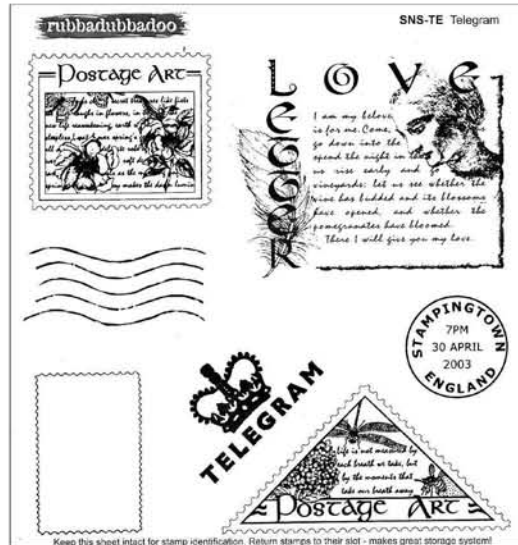 rubbadubbadoo
SNS-TE Telegram
POSTAGE ART
LOVE
LETTER
I am my belove
is for me. Come,
go down into the
spend the night in the
us rise early and go
vineyards: let us see whether the
vine has budded and its blossoms
have opened, and whether the
pomegranates have bloomed.
There I will give you my love.
STAMPINGTOWN
7PM
30 APRIL
2003
ENGLAND
TELEGRAM
life is not measured by
each breath we take, but
by the moments that
take our breath away
POSTAGE ART
Keep this sheet intact for stamp identification. Return stamps to their slot - makes great storage system!